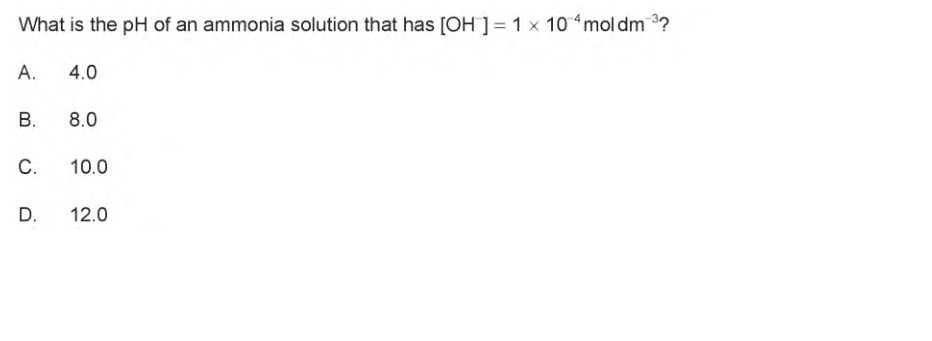 What is the pH of an ammonia solution that has [OH⁻] = 1 × 10⁻⁴ mol dm⁻³?
A. 4.0
B. 8.0
C. 10.0
D. 12.0